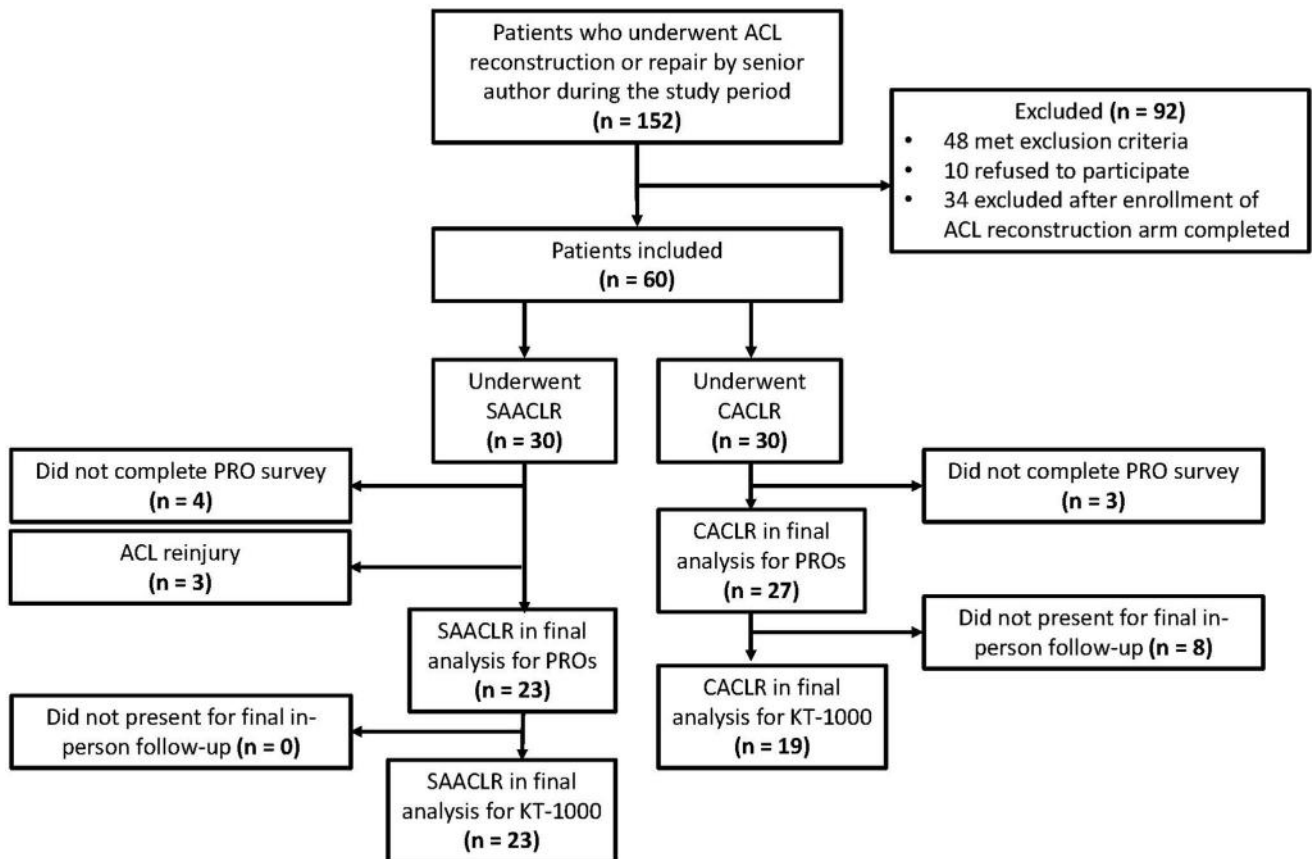 Patients who underwent ACL
reconstruction or repair by senior
author during the study period
(n = 152)
Excluded (n = 92)
• 48 met exclusion criteria
• 10 refused to participate
• 34 excluded after enrollment of
ACL reconstruction arm completed
Patients included
(n = 60)
Underwent
SAACLR
(n = 30)
Underwent
CACLR
(n = 30)
Did not complete PRO survey
(n = 4)
Did not complete PRO survey
(n = 3)
ACL reinjury
(n = 3)
CACLR in final
analysis for PROs
(n = 27)
SAACLR in final
analysis for PROs
(n = 23)
Did not present for final in-
person follow-up (n = 8)
Did not present for final in-
person follow-up (n = 0)
CACLR in final
analysis for KT-1000
(n = 19)
SAACLR in final
analysis for KT-1000
(n = 23)